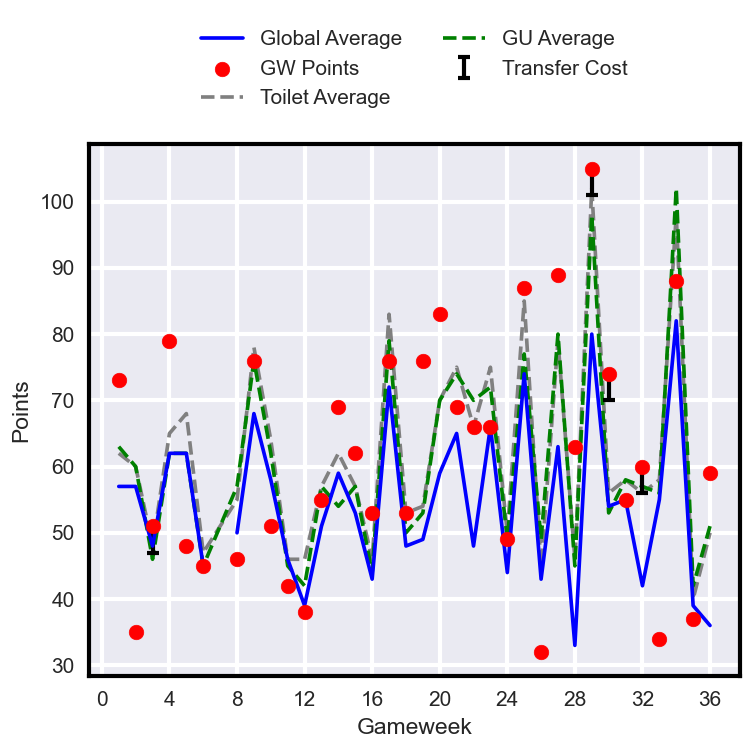 Global Average
GW Points
Toilet Average
GU Average
Transfer Cost
Points
100
90
80
70
60
50
40
30
0 4 8 12 16 20 24 28 32 36
Gameweek